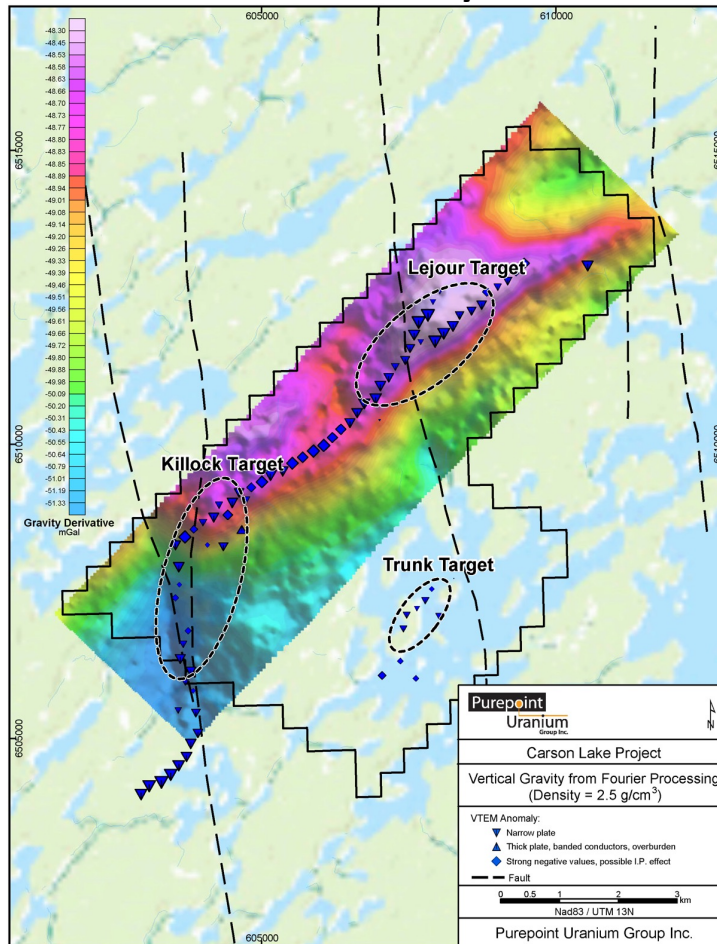 605000
610000
6515000
6515000
6510000
6510000
605000
6505000
605000
-48.30
-48.45
-48.53
-48.58
-48.63
-48.66
-48.70
-48.73
-48.77
-48.80
-48.83
-48.85
-48.89
-48.94
-49.01
-49.08
-49.14
-49.20
-49.26
-49.33
-49.39
-49.46
-49.51
-49.56
-49.61
-49.66
-49.73
-49.80
-49.88
-49.98
-50.09
-50.20
-50.31
-50.43
-50.55
-50.64
-50.79
-51.01
-51.19
-51.33
Gravity Derivative
mGal
Lejour Target
Killock Target
Trunk Target
Purepoint
Uranium
Group Inc.
N
Carson Lake Project
Vertical Gravity from Fourier Processing
(Density = 2.5 g/cm³)
VTEM Anomaly:
Narrow plate
Thick plate, banded conductors, overburden
Strong negative values, possible I.P. effect
Fault
0 0.5 1 2 3
km
Nad83 / UTM 13N
Purepoint Uranium Group Inc.